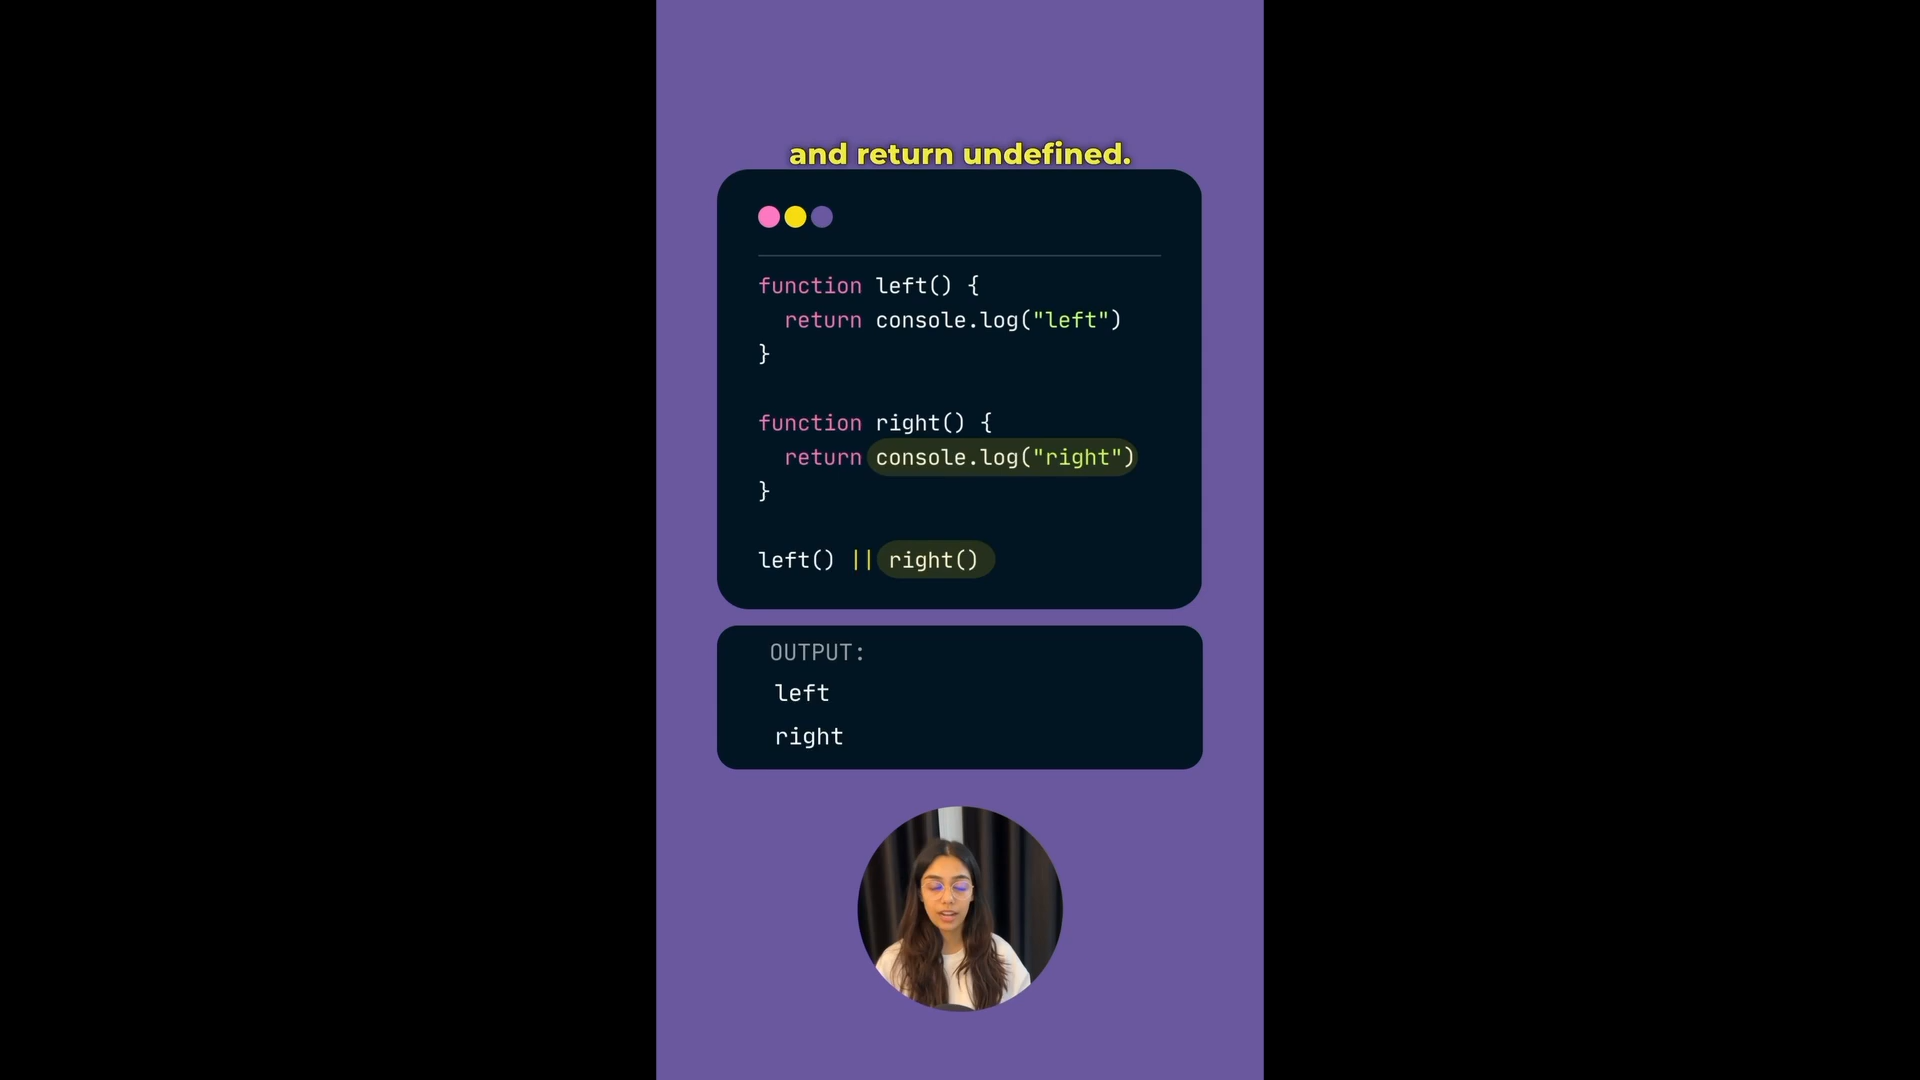 and return undefined.
function left() {
  return console.log("left")
}
function right() {
  return console.log("right")
}
left() || right()
OUTPUT:
left
right